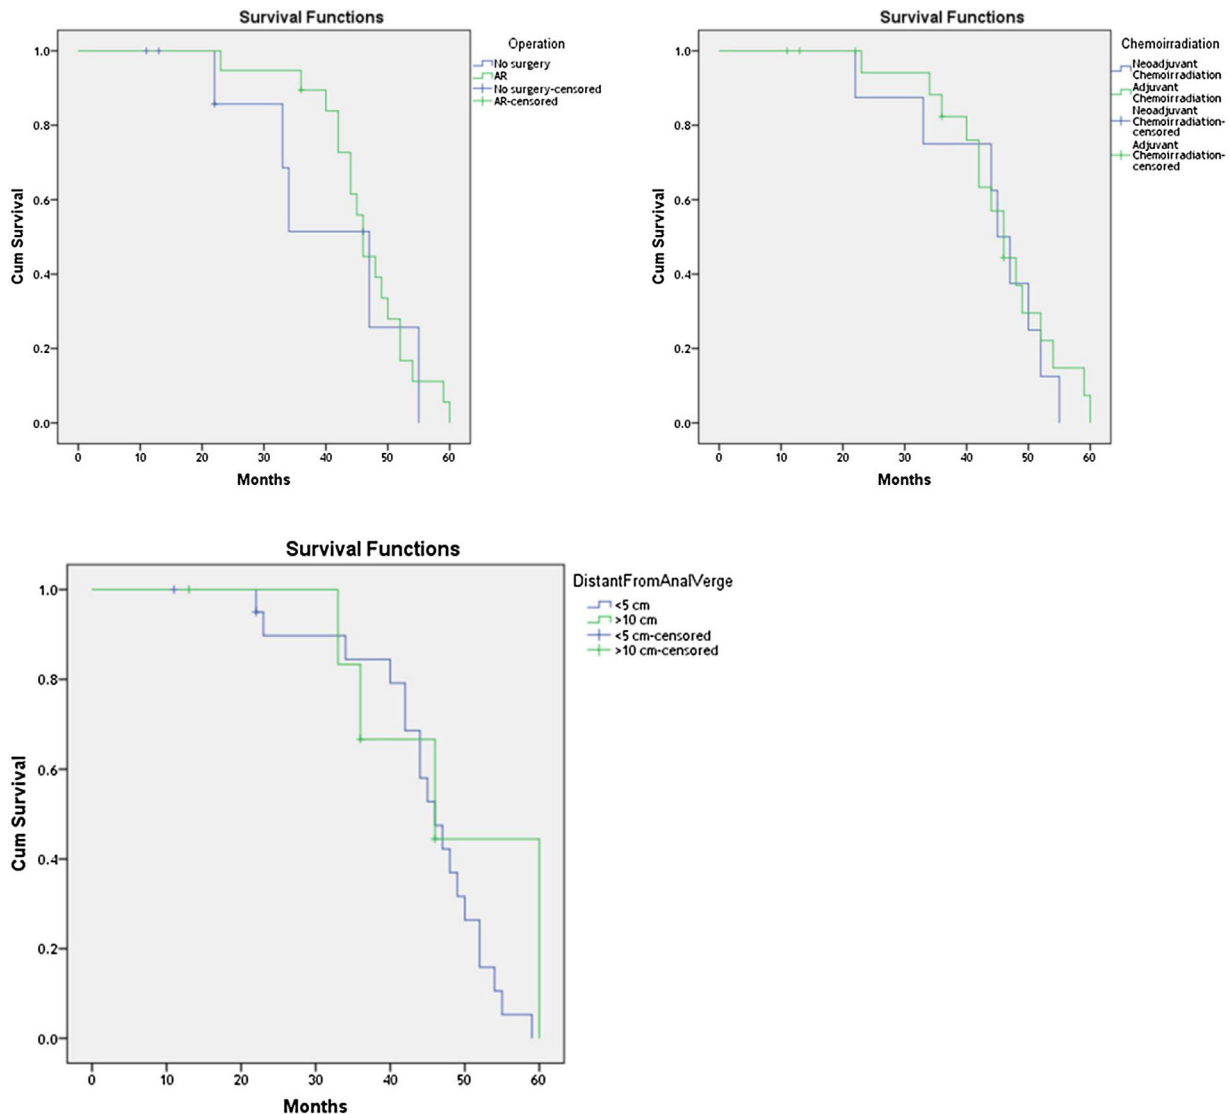 Survival Functions
Operation
No surgery
AR
No surgery-censored
AR-censored
1.0
0.8
0.6
0.4
0.2
0.0
Cum Survival
0 10 20 30 40 50 60
Months
Survival Functions
Chemoirradiation
Neoadjuvant
Chemoirradiation
Adjuvant
Chemoirradiation
Neoadjuvant
Chemoirradiation-
censored
Adjuvant
Chemoirradiation-
censored
1.0
0.8
0.6
0.4
0.2
0.0
Cum Survival
0 10 20 30 40 50 60
Months
Survival Functions
DistantFromAnalVerge
<5 cm
>10 cm
<5 cm-censored
>10 cm-censored
1.0
0.8
0.6
0.4
0.2
0.0
Cum Survival
0 10 20 30 40 50 60
Months